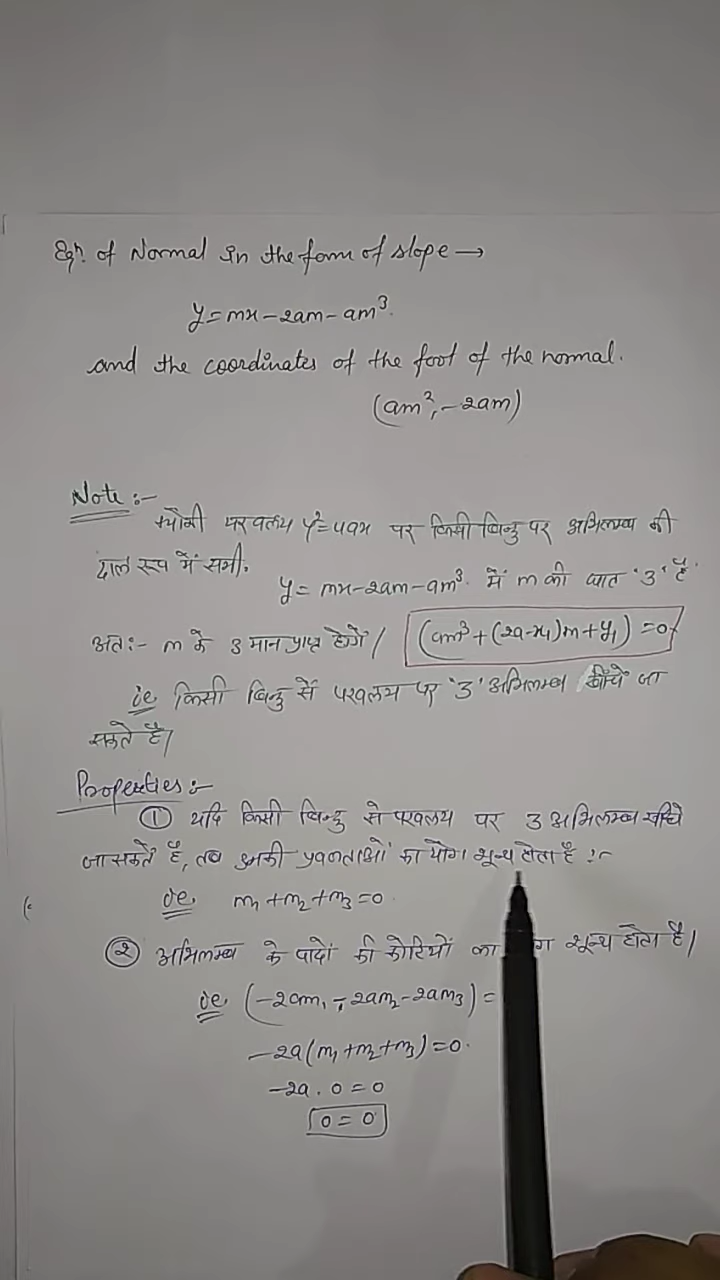 Eqn. of Normal in the form of slope →
y = mx - 2am - am³.
and the coordinates of the foot of the normal.
(am², -2am)
Note :-
परवलय y² = 4ax पर किसी बिन्दु पर अभिलम्ब की
ढाल रूप में समी.
y = mx - 2am - am³. में m की घात '3' है
अत: :- m के 3 मान प्राप्त होगें।
(am³ + (2a - x₁)m + y₁) = 0
ie किसी बिन्दु सें परवलय पर '3' अभिलम्ब खींचें जा
सकते है।
Properties :-
① यदि किसी बिन्दु से परवलय पर 3 अभिलम्ब खींचे
जा सकतें है, तब उनकी प्रवणताओं का योग शून्य होता है :-
ie. m₁ + m₂ + m₃ = 0.
② अभिलम्ब के पादों की कोटियों का शून्य होता है।
ie. (-2am₁ - 2am₂ - 2am₃) =
-2a(m₁ + m₂ + m₃) = 0.
-2a . 0 = 0
0 = 0